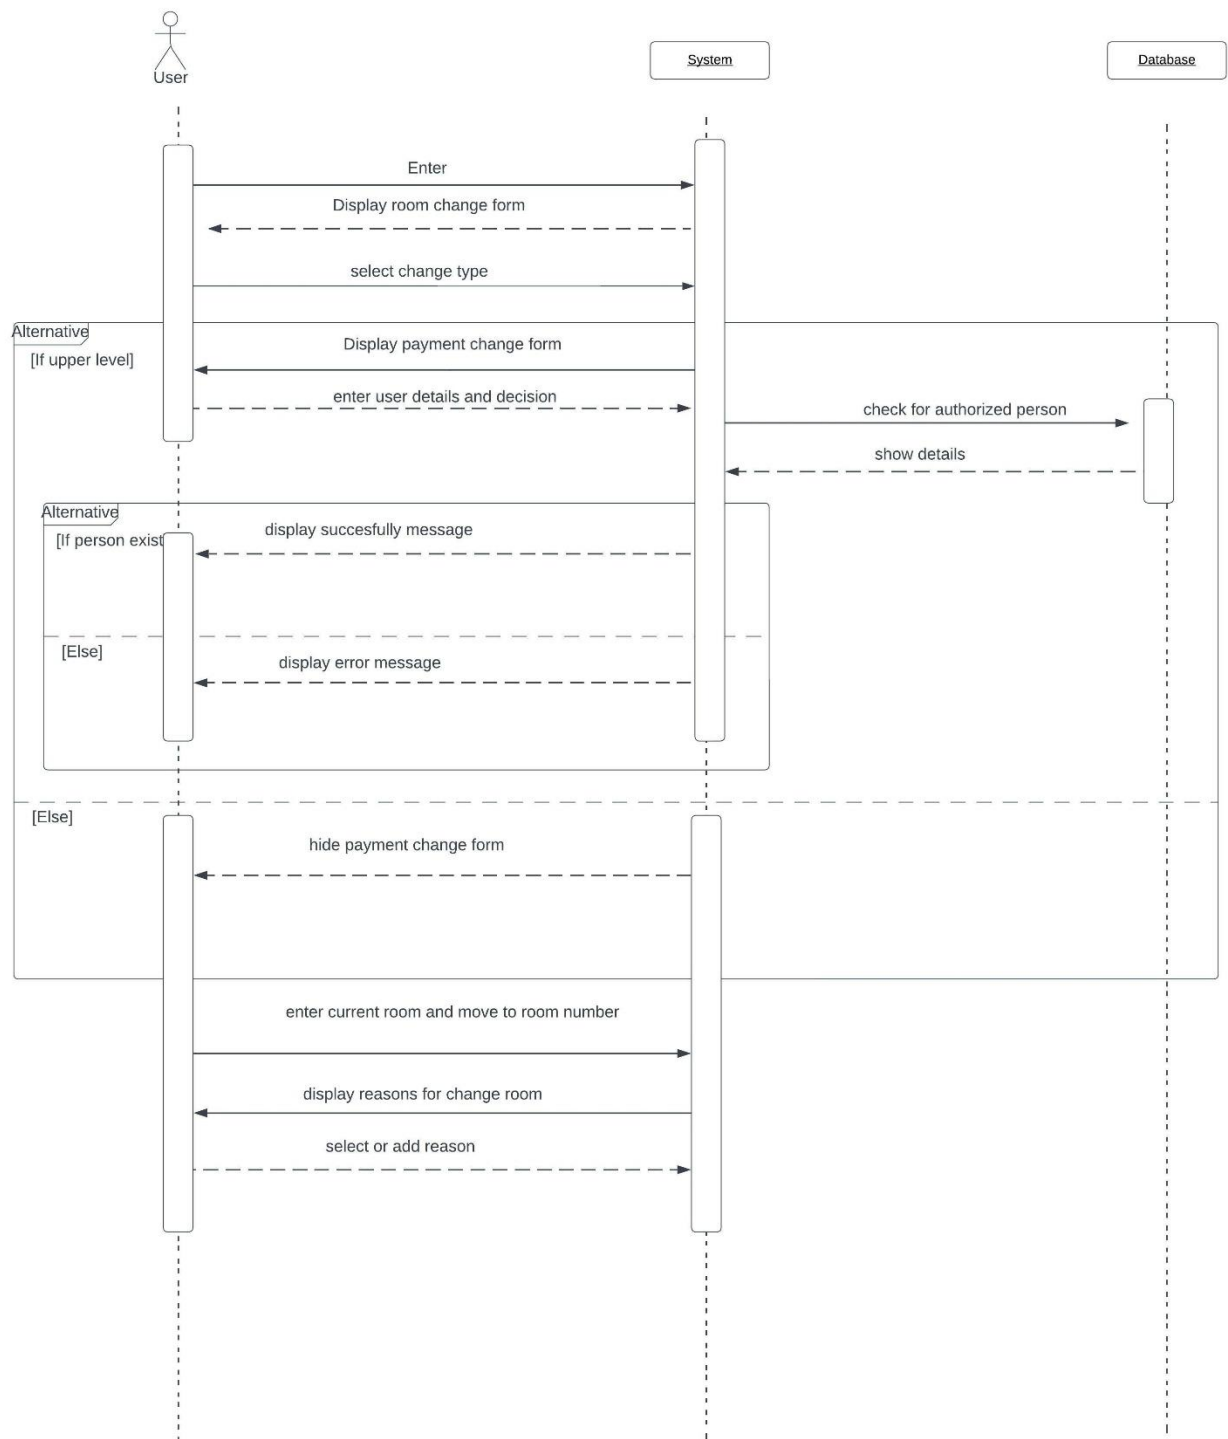 User
System
Database
Enter
Display room change form
select change type
Alternative
Display payment change form
[If upper level]
enter user details and decision
check for authorized person
show details
Alternative
display succesfully message
[If person exist
[Else]
display error message
[Else]
hide payment change form
enter current room and move to room number
display reasons for change room
select or add reason